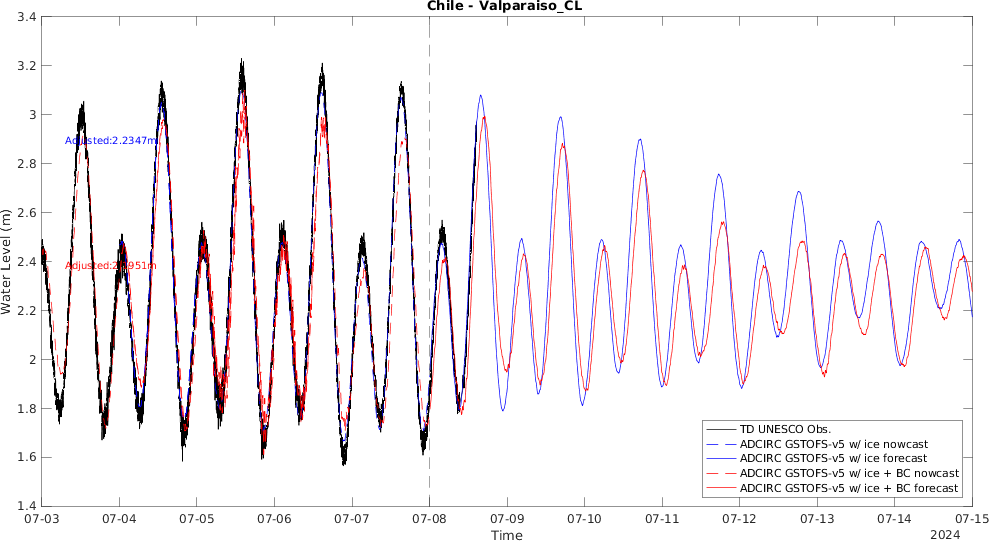 Chile - Valparaiso_CL
3.4
3.2
3
2.8
2.6
2.4
2.2
2
1.8
1.6
1.4
Water Level (m)
Adjusted:2.2347m
07-03
07-04
07-05
07-06
07-07
07-08
07-09
07-10
07-11
07-12
07-13
07-14
07-15
Time
2024
TD UNESCO Obs.
ADCIRC GSTOFS-v5 w/ ice nowcast
ADCIRC GSTOFS-v5 w/ ice forecast
ADCIRC GSTOFS-v5 w/ ice + BC nowcast
ADCIRC GSTOFS-v5 w/ ice + BC forecast